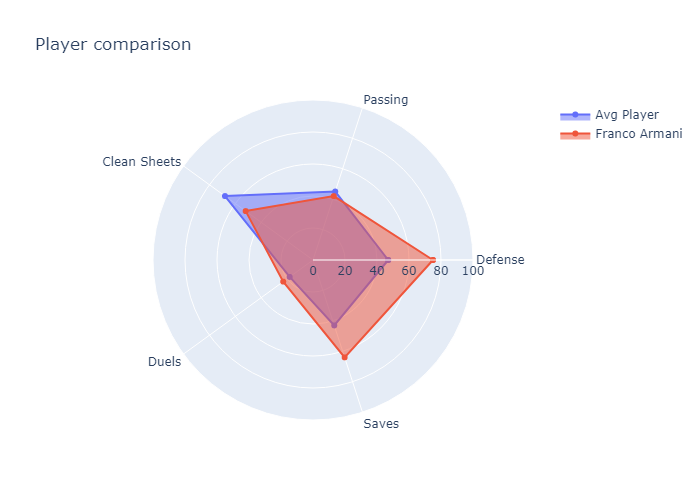 Player comparison
Passing
Avg Player
Franco Armani
Clean Sheets
Defense
0 20 40 60 80 100
Duels
Saves